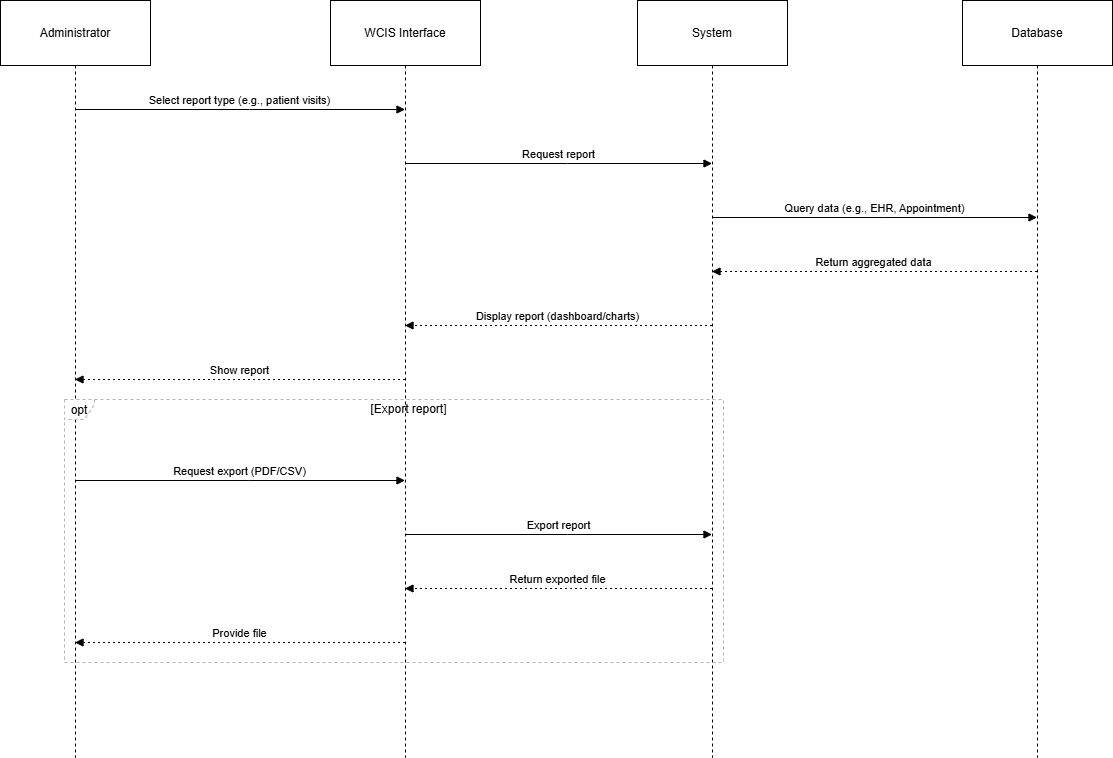 Administrator
WCIS Interface
System
Database
Select report type (e.g., patient visits)
Request report
Query data (e.g., EHR, Appointment)
Return aggregated data
Display report (dashboard/charts)
Show report
opt
[Export report]
Request export (PDF/CSV)
Export report
Return exported file
Provide file